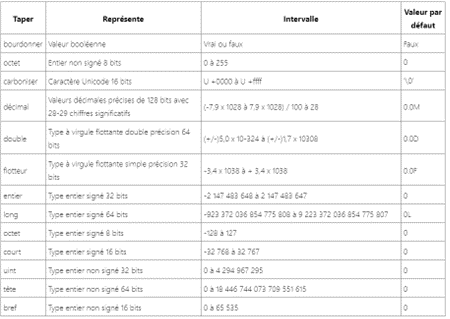 Taper Représente Intervalle Valeur par
défaut
bourdonner Valeur booléenne Vrai ou faux Faux
octet Entier non signé 8 bits 0 à 255 0
carboniser Caractère Unicode 16 bits U +0000 à U +ffff '\0'
décimal Valeurs décimales précises de 128 bits avec
28-29 chiffres significatifs (-7,9 x 1028 à 7,9 x 1028) / 100 à 28 0.0M
double Type à virgule flottante double précision 64
bits (+/-)5,0 x 10-324 à (+/-)1,7 x 10308 0.0D
flotteur Type à virgule flottante simple précision 32
bits -3,4 x 1038 à + 3,4 x 1038 0.0F
entier Type entier signé 32 bits -2 147 483 648 à 2 147 483 647 0
long Type entier signé 64 bits -923 372 036 854 775 808 à 9 223 372 036 854 775 807 0L
octet Type entier signé 8 bits -128 à 127 0
court Type entier signé 16 bits -32 768 à 32 767 0
uint Type entier non signé 32 bits 0 à 4 294 967 295 0
tête Type entier non signé 64 bits 0 à 18 446 744 073 709 551 615 0
bref Type entier non signé 16 bits 0 à 65 535 0